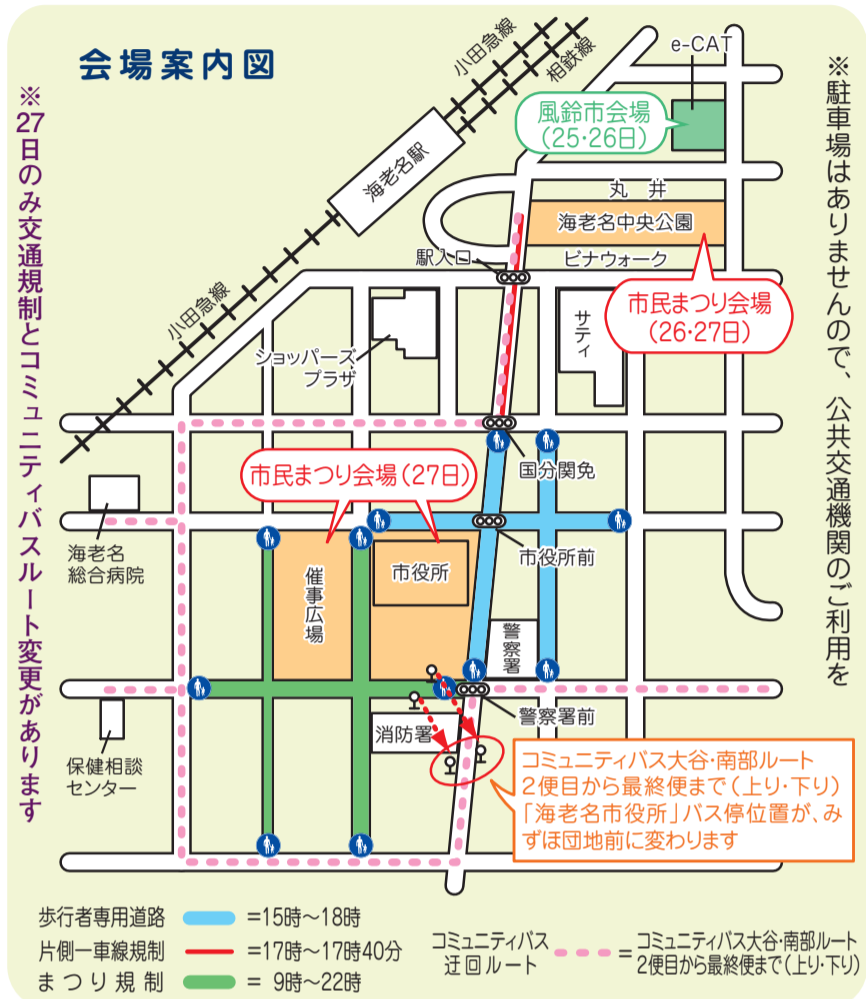 会場案内図
※27日のみ交通規制とコミュニティバスルート変更があります
※駐車場はありませんので、公共交通機関のご利用を
小田急線
相鉄線
e-CAT
風鈴市会場
(25・26日)
海老名駅
丸井
海老名中央公園
駅入口
ビナウォーク
市民まつり会場
(26・27日)
小田急線
ショッパーズ
プラザ
サティ
国分関免
市民まつり会場(27日)
海老名
総合病院
催事広場
市役所
市役所前
警察署
警察署前
消防署
保健相談
センター
コミュニティバス大谷・南部ルート
2便目から最終便まで(上り・下り)
「海老名市役所」バス停位置が、み
ずほ団地前に変わります
歩行者専用道路 =15時〜18時
片側一車線規制 =17時〜17時40分
まつり規制 = 9時〜22時
コミュニティバス
迂回ルート
=コミュニティバス大谷・南部ルート
2便目から最終便まで(上り・下り)